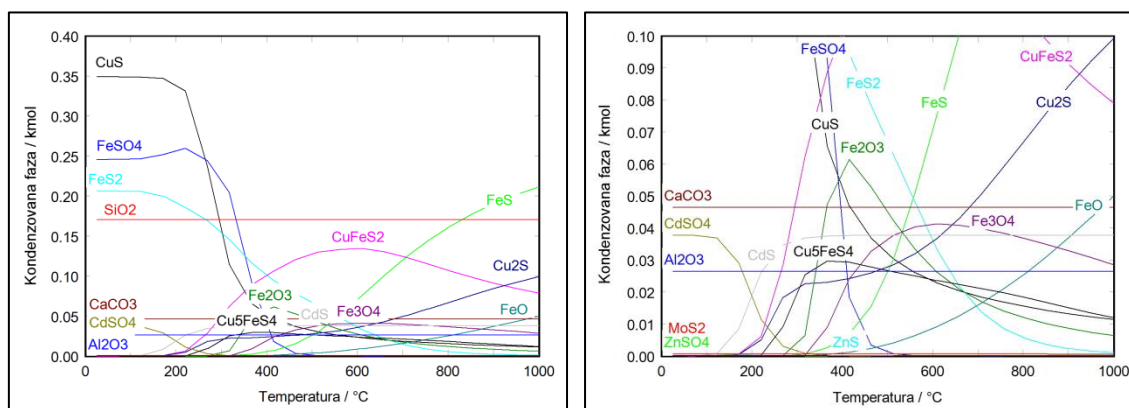 Kondenzovana faza / kmol
0.40
0.35
0.30
0.25
0.20
0.15
0.10
0.05
0.00
CuS
FeSO4
FeS2
SiO2
FeS
CuFeS2
Cu2S
Fe2O3
CaCO3
CdS
Fe3O4
FeO
CdSO4
Cu5FeS4
Al2O3
0 200 400 600 800 1000
Temperatura / °C
Kondenzovana faza / kmol
0.10
0.09
0.08
0.07
0.06
0.05
0.04
0.03
0.02
0.01
0.00
FeSO4
CuFeS2
FeS2
FeS
Cu2S
CuS
Fe2O3
CaCO3
FeO
CdSO4
Fe3O4
CdS
Cu5FeS4
Al2O3
MoS2
ZnSO4
ZnS
0 200 400 600 800 1000
Temperatura / °C